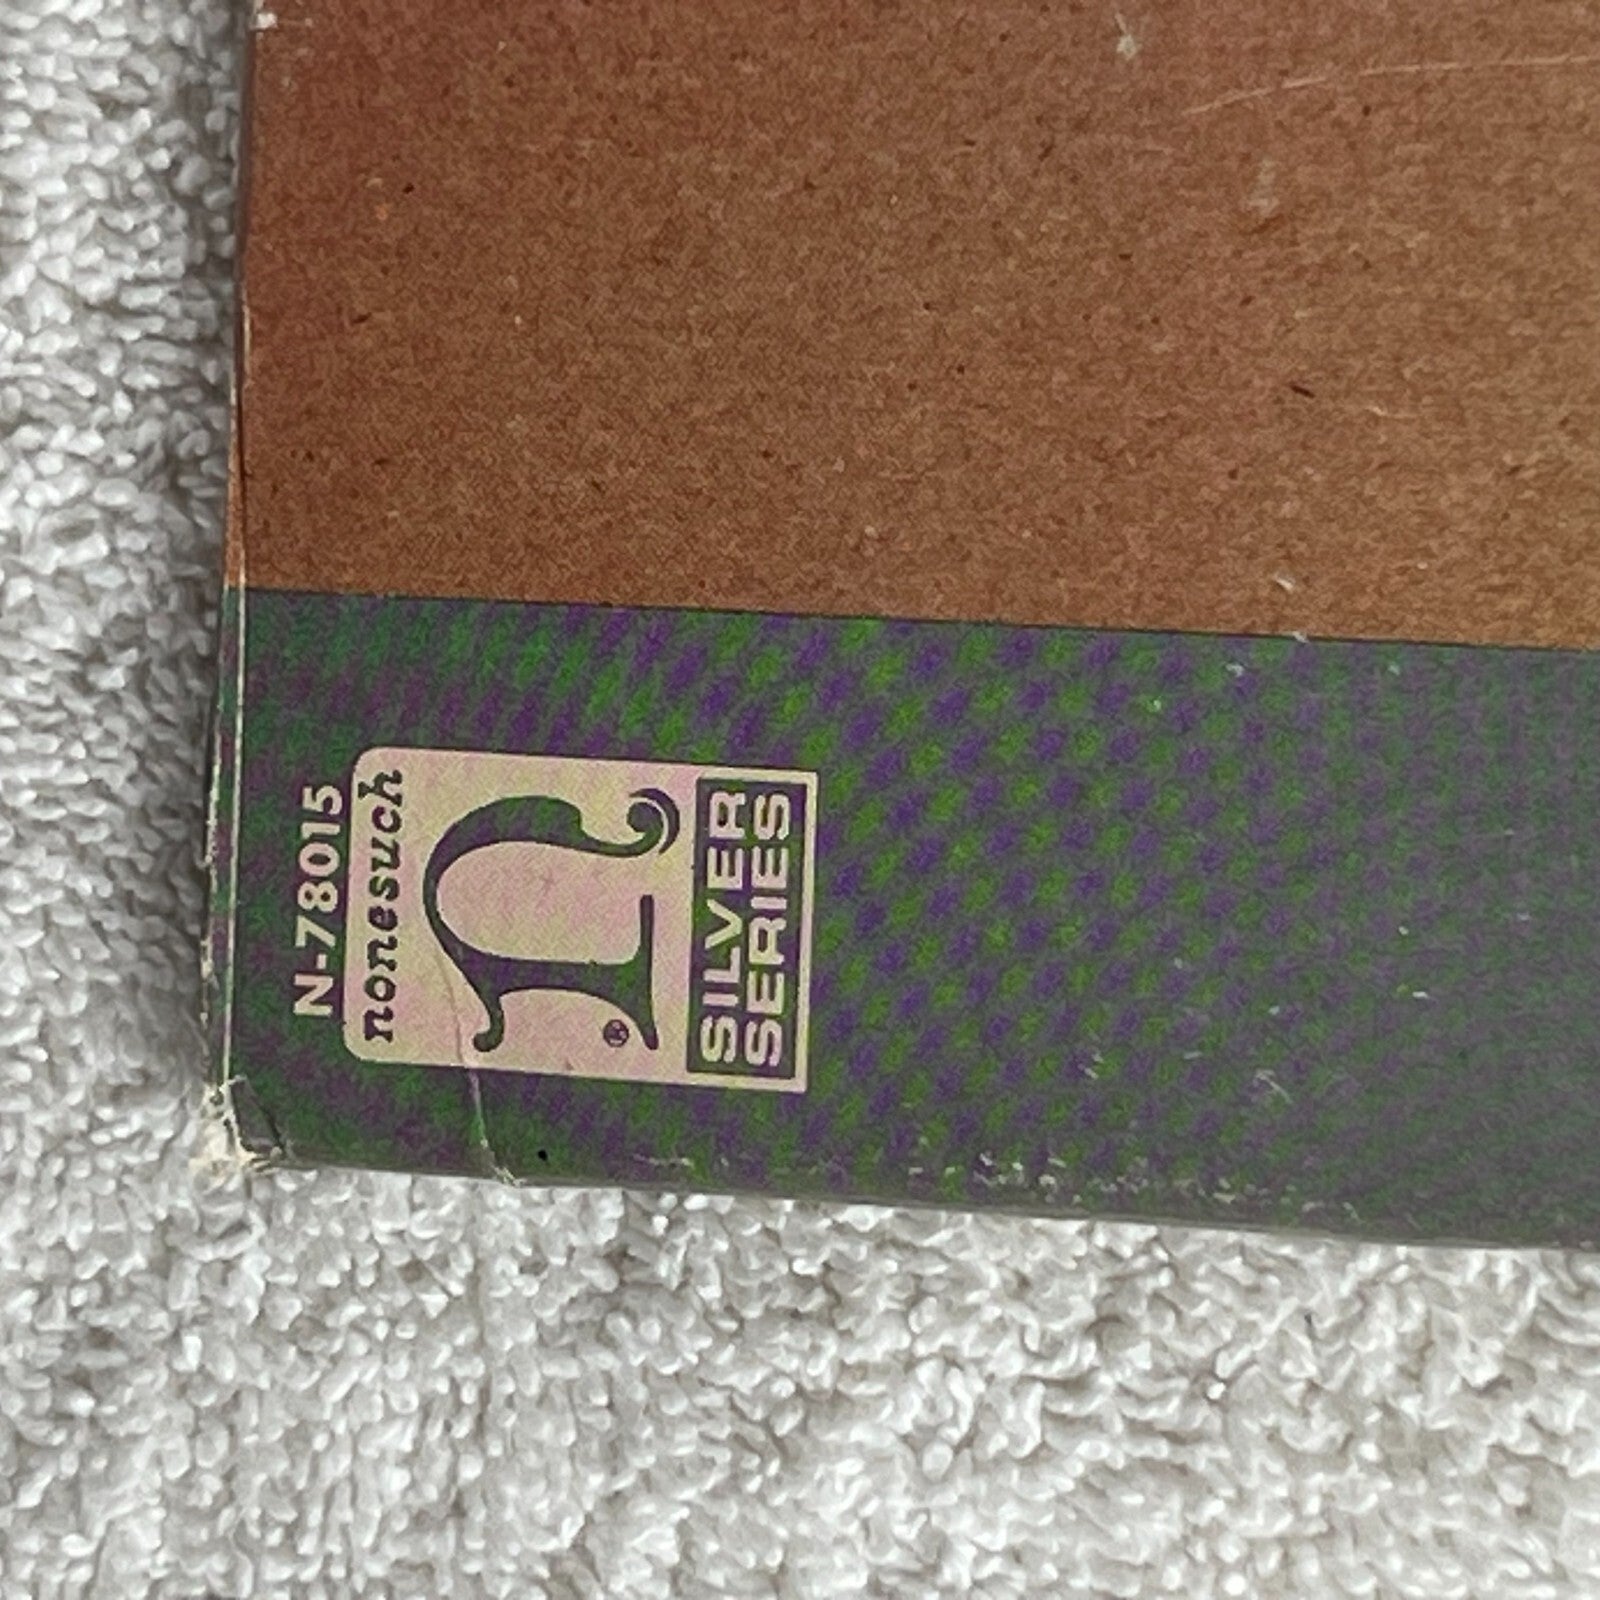 N-78015
nonesuch
n
®
SILVER
SERIES